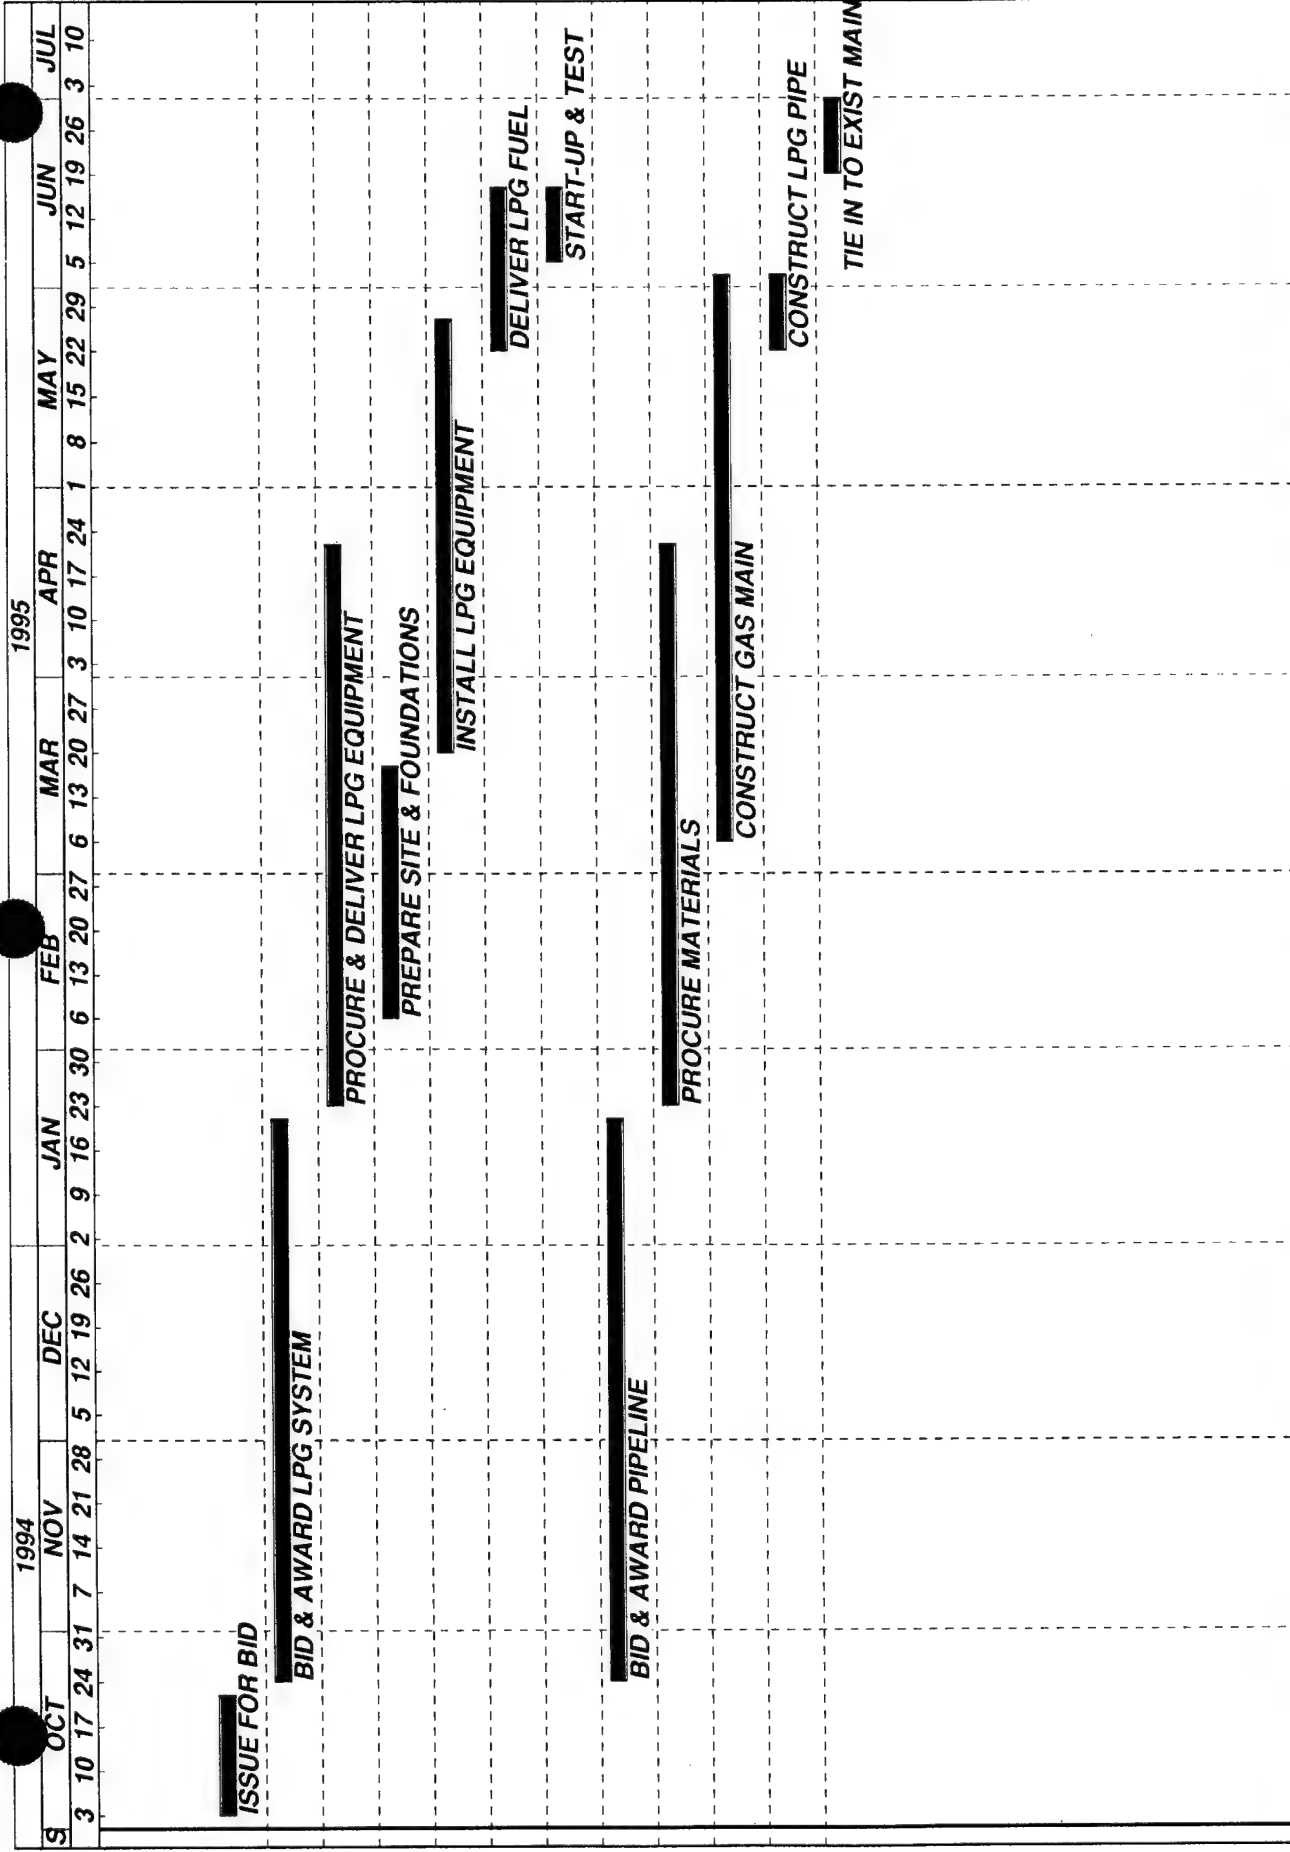 1994 1995
S OCT NOV DEC JAN FEB MAR APR MAY JUN JUL
3 10 17 24 31 7 14 21 28 5 12 19 26 2 9 16 23 30 6 13 20 27 6 13 20 27 3 10 17 24 1 8 15 22 29 5 12 19 26 3 10
ISSUE FOR BID
BID & AWARD LPG SYSTEM
PROCURE & DELIVER LPG EQUIPMENT
PREPARE SITE & FOUNDATIONS
INSTALL LPG EQUIPMENT
DELIVER LPG FUEL
START-UP & TEST
BID & AWARD PIPELINE
PROCURE MATERIALS
CONSTRUCT GAS MAIN
CONSTRUCT LPG PIPE
TIE IN TO EXIST MAIN